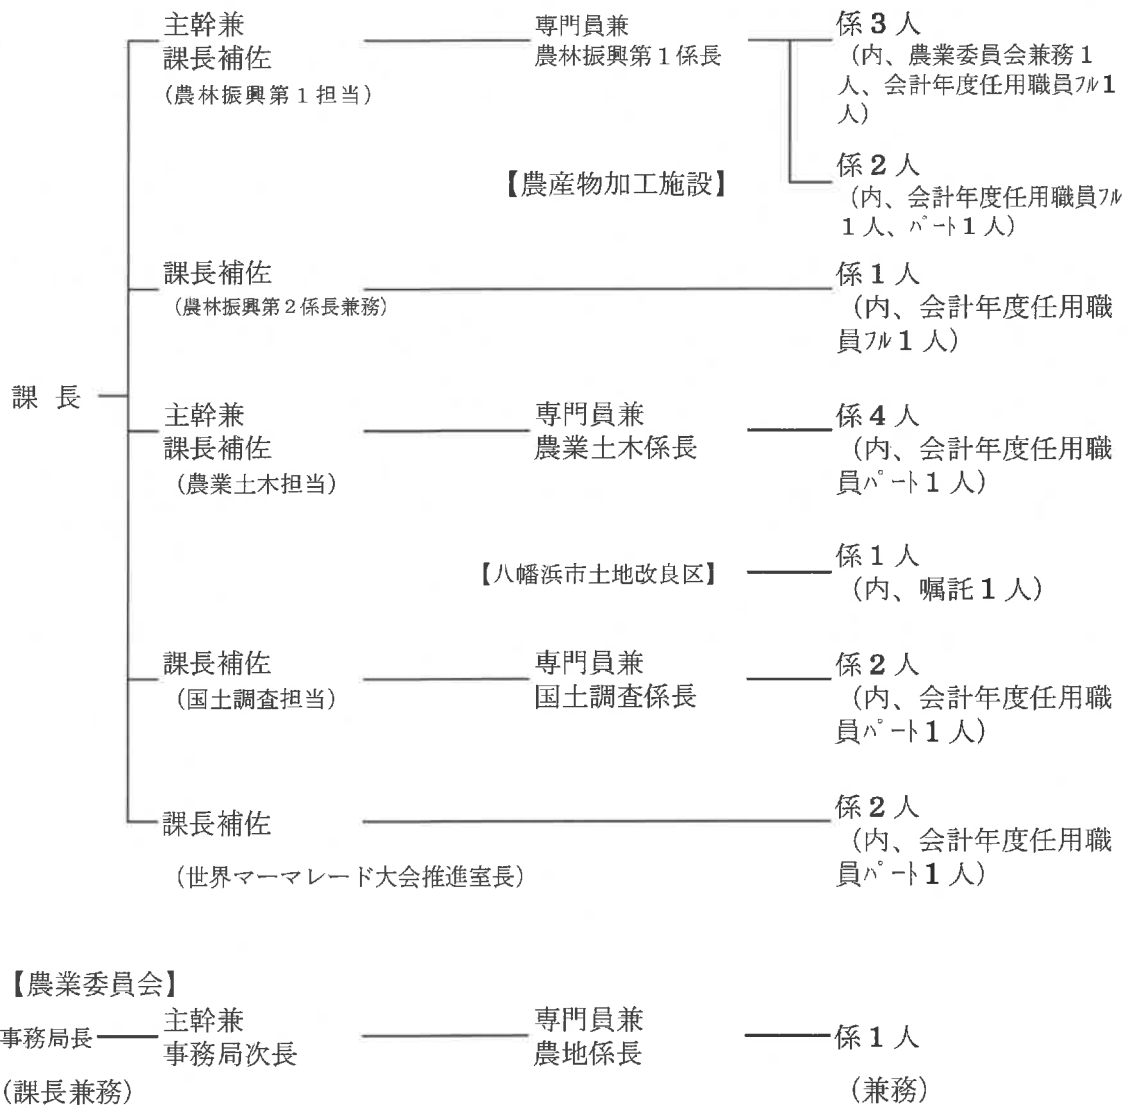 主幹兼
課長補佐
(農林振興第1担当)
専門員兼
農林振興第1係長
係3人
(内、農業委員会兼務1
人、会計年度任用職員ﾌﾙ1
人)
【農産物加工施設】
係2人
(内、会計年度任用職員ﾌﾙ
1人、ﾊﾟｰﾄ1人)
課長補佐
(農林振興第2係長兼務)
係1人
(内、会計年度任用職
員ﾌﾙ1人)
課 長
主幹兼
課長補佐
(農業土木担当)
専門員兼
農業土木係長
係4人
(内、会計年度任用職
員ﾊﾟｰﾄ1人)
【八幡浜市土地改良区】
係1人
(内、嘱託1人)
課長補佐
(国土調査担当)
専門員兼
国土調査係長
係2人
(内、会計年度任用職
員ﾊﾟｰﾄ1人)
課長補佐
(世界マーマレード大会推進室長)
係2人
(内、会計年度任用職
員ﾊﾟｰﾄ1人)
【農業委員会】
事務局長
(課長兼務)
主幹兼
事務局次長
専門員兼
農地係長
係1人
(兼務)